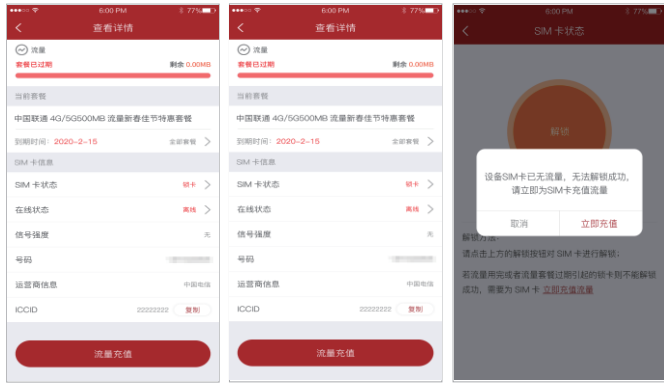 6:00 PM
77%
查看详情
流量
套餐已过期
剩余 0.00MB
当前套餐
中国联通 4G/5G500MB 流量新春佳节特惠套餐
到期时间：2020-2-15
全部套餐
SIM 卡信息
SIM 卡状态
锁卡
在线状态
离线
信号强度
无
号码
运营商信息
中国电信
ICCID
22222222
复制
流量充值
6:00 PM
77%
查看详情
流量
套餐已过期
剩余 0.00MB
当前套餐
中国联通 4G/5G500MB 流量新春佳节特惠套餐
到期时间：2020-2-15
全部套餐
SIM 卡信息
SIM 卡状态
锁卡
在线状态
离线
信号强度
无
号码
运营商信息
中国电信
ICCID
22222222
复制
流量充值
6:00 PM
77%
SIM 卡状态
解锁
设备SIM卡已无流量，无法解锁成功，
请立即为SIM卡充值流量
取消
立即充值
解锁方法：
请点击上方的解锁按钮对 SIM 卡进行解锁；
若流量用完或者流量套餐过期引起的锁卡则不能解锁
成功，需要为 SIM 卡 立即充值流量